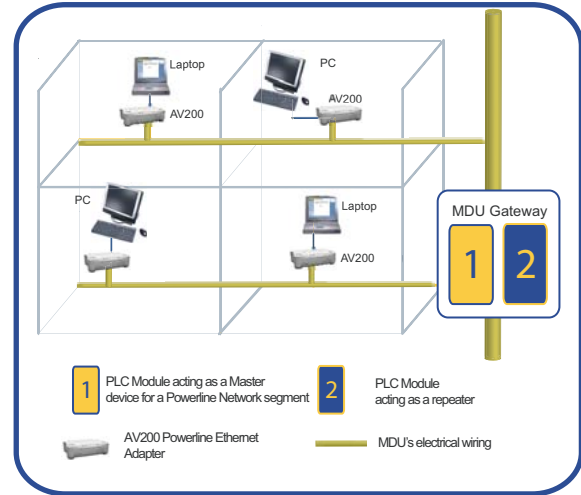 Laptop
AV200
PC
AV200
PC
Laptop
AV200
MDU Gateway
1 2
1 PLC Module acting as a Master
device for a Powerline Network segment
2 PLC Module
acting as a repeater
AV200 Powerline Ethernet
Adapter
MDU's electrical wiring